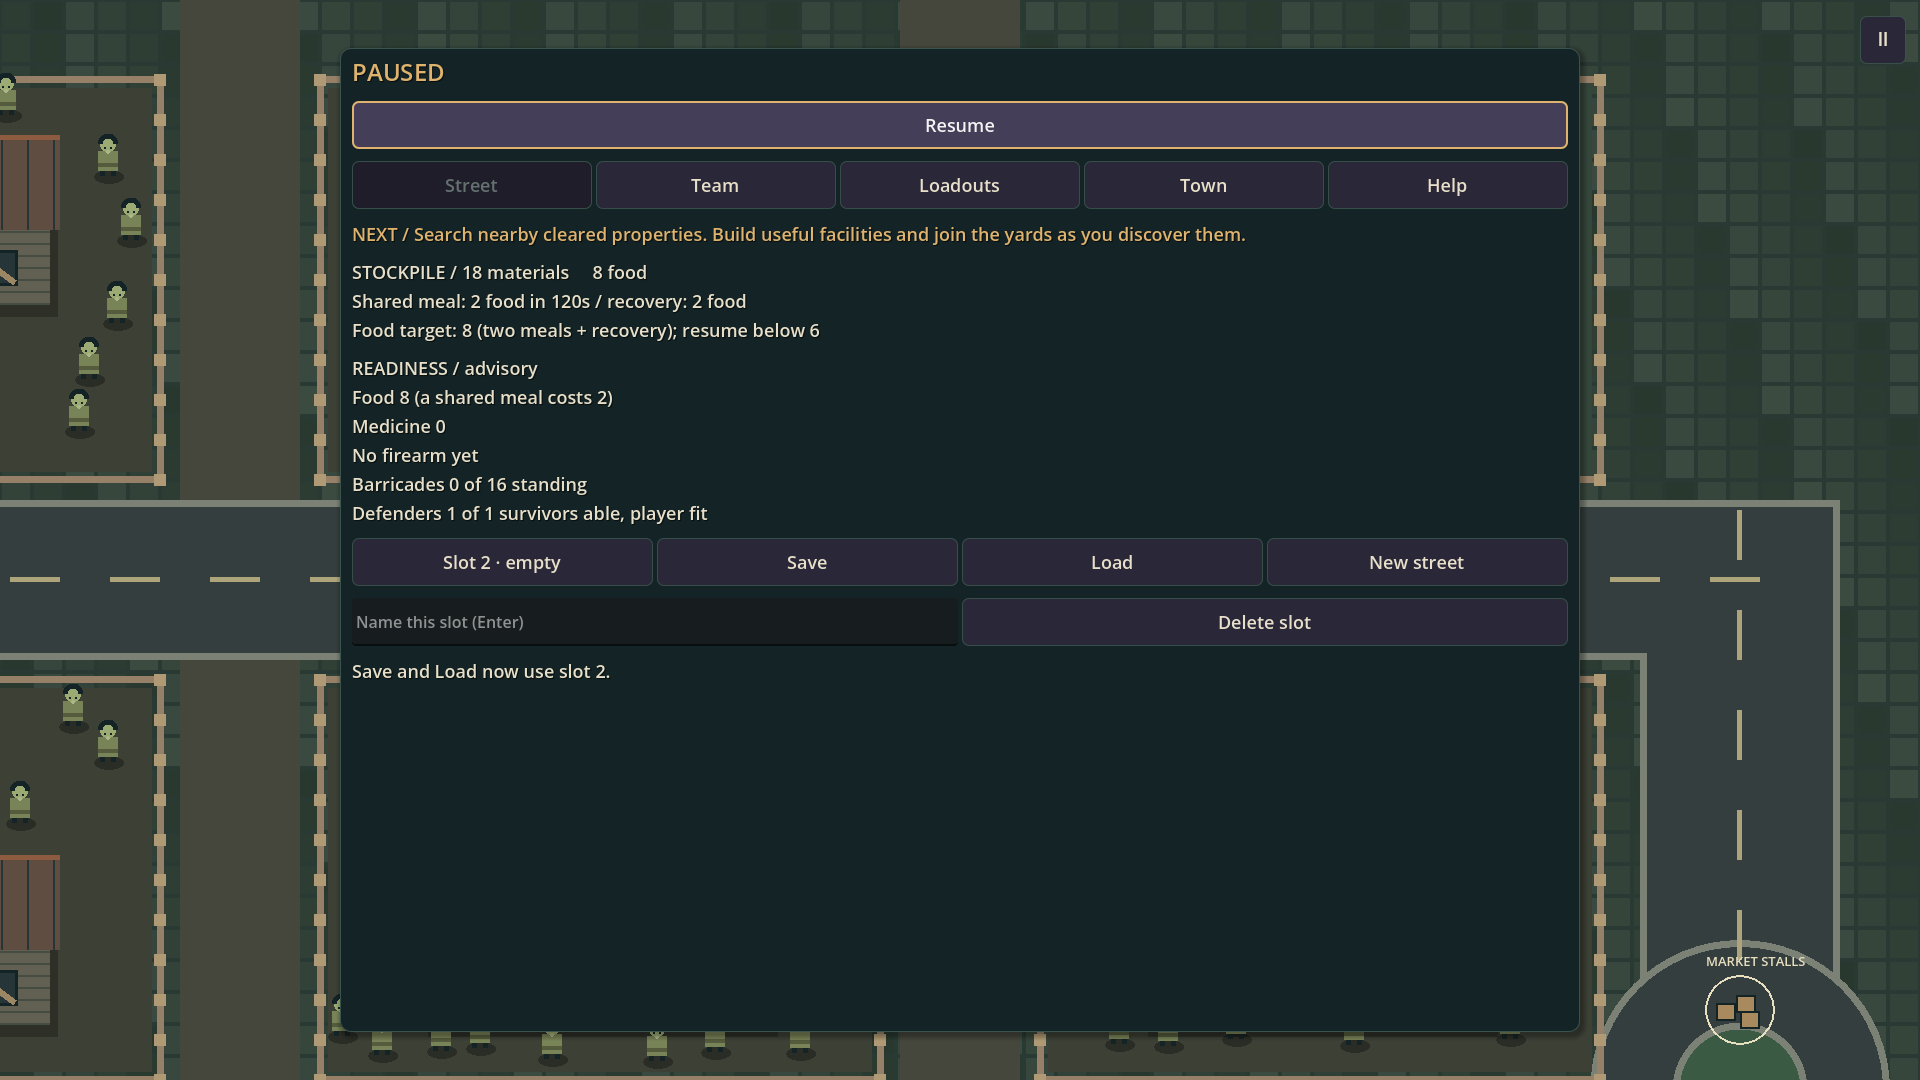 PAUSED
Resume
Street Team Loadouts Town Help
NEXT / Search nearby cleared properties. Build useful facilities and join the yards as you discover them.
STOCKPILE / 18 materials 8 food
Shared meal: 2 food in 120s / recovery: 2 food
Food target: 8 (two meals + recovery); resume below 6
READINESS / advisory
Food 8 (a shared meal costs 2)
Medicine 0
No firearm yet
Barricades 0 of 16 standing
Defenders 1 of 1 survivors able, player fit
Slot 2 · empty Save Load New street
Name this slot (Enter) Delete slot
Save and Load now use slot 2.
MARKET STALLS